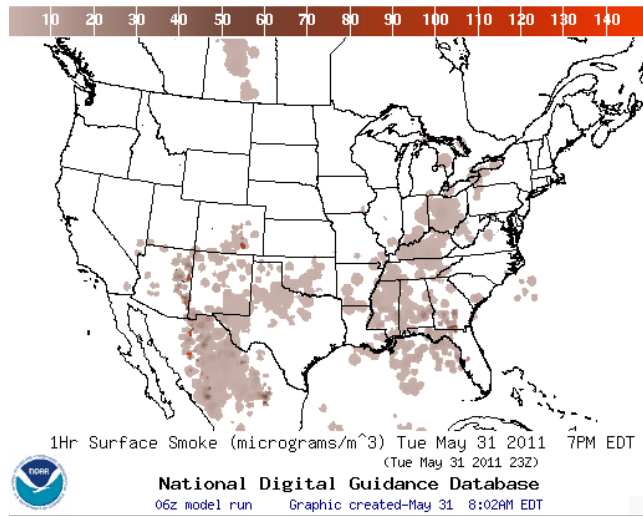 10 20 30 40 50 60 70 80 90 100 110 120 130 140
1Hr Surface Smoke (micrograms/m^3) Tue May 31 2011 7PM EDT
(Tue May 31 2011 23Z)
NOAA
National Digital Guidance Database
06z model run Graphic created-May 31 8:02AM EDT